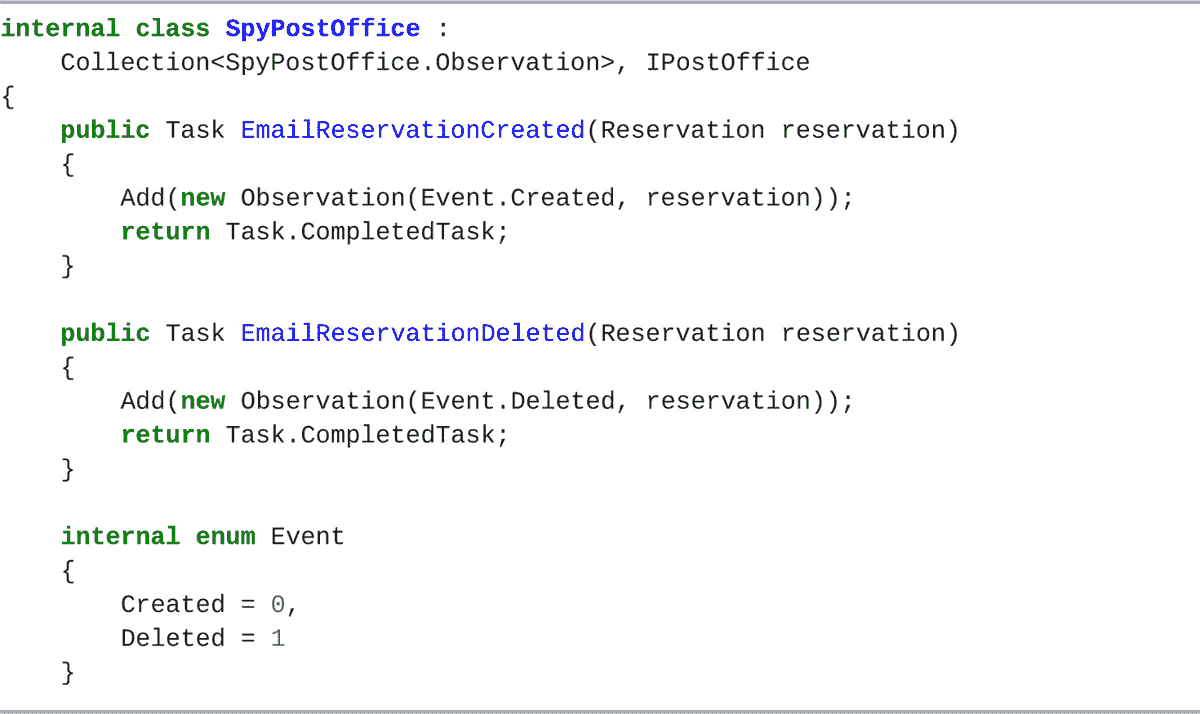 internal class SpyPostOffice :
    Collection<SpyPostOffice.Observation>, IPostOffice
{
    public Task EmailReservationCreated(Reservation reservation)
    {
        Add(new Observation(Event.Created, reservation));
        return Task.CompletedTask;
    }

    public Task EmailReservationDeleted(Reservation reservation)
    {
        Add(new Observation(Event.Deleted, reservation));
        return Task.CompletedTask;
    }

    internal enum Event
    {
        Created = 0,
        Deleted = 1
    }